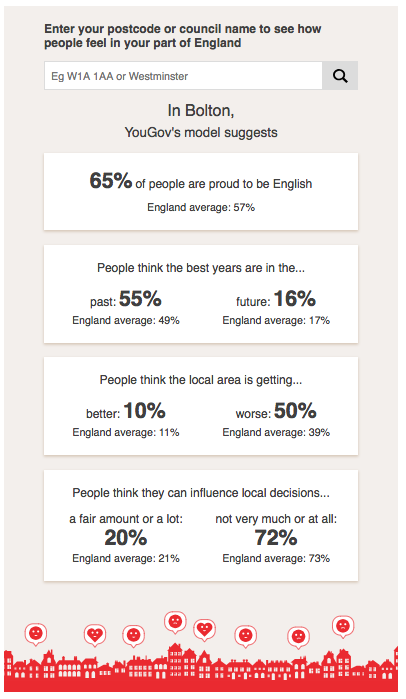 Enter your postcode or council name to see how
people feel in your part of England
Eg W1A 1AA or Westminster
In Bolton,
YouGov's model suggests
65% of people are proud to be English
England average: 57%
People think the best years are in the...
past: 55% future: 16%
England average: 49% England average: 17%
People think the local area is getting...
better: 10% worse: 50%
England average: 11% England average: 39%
People think they can influence local decisions...
a fair amount or a lot: not very much or at all:
20% 72%
England average: 21% England average: 73%